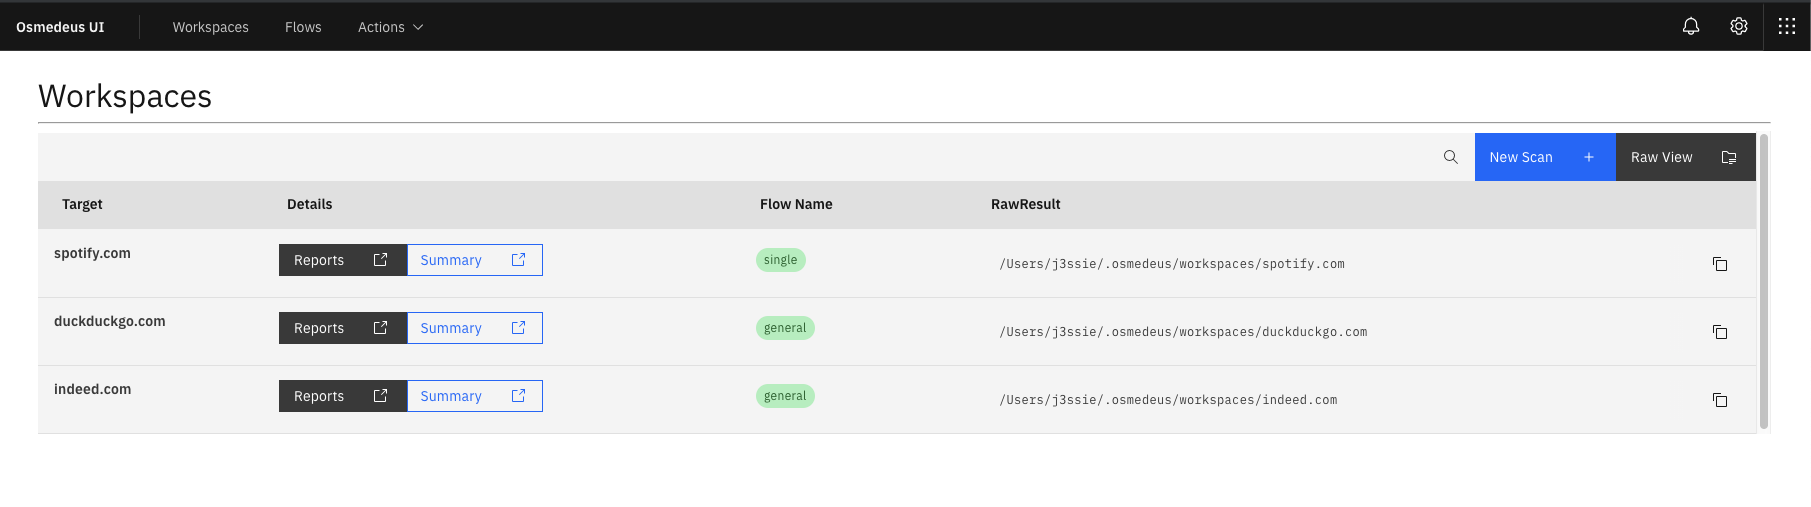 Osmedeus UI Workspaces Flows Actions
Workspaces
New Scan Raw View
Target Details Flow Name RawResult
spotify.com Reports Summary single /Users/j3ssie/.osmedeus/workspaces/spotify.com
duckduckgo.com Reports Summary general /Users/j3ssie/.osmedeus/workspaces/duckduckgo.com
indeed.com Reports Summary general /Users/j3ssie/.osmedeus/workspaces/indeed.com